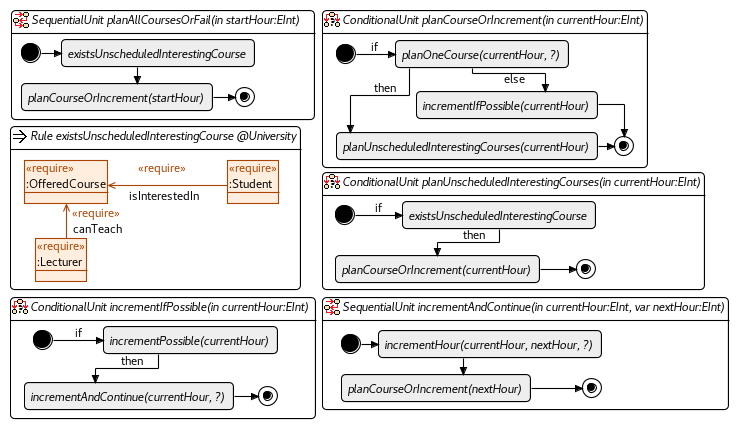 SequentialUnit planAllCoursesOrFail(in startHour:EInt)
existsUnscheduledInterestingCourse
planCourseOrIncrement(startHour)
ConditionalUnit planCourseOrIncrement(in currentHour:EInt)
if
planOneCourse(currentHour, ?)
else
then
incrementIfPossible(currentHour)
planUnscheduledInterestingCourses(currentHour)
Rule existsUnscheduledInterestingCourse @University
«require»
:OfferedCourse
«require»
«require»
:Student
isInterestedIn
«require»
canTeach
«require»
:Lecturer
ConditionalUnit planUnscheduledInterestingCourses(in currentHour:EInt)
if
existsUnscheduledInterestingCourse
then
planCourseOrIncrement(currentHour)
ConditionalUnit incrementIfPossible(in currentHour:EInt)
if
incrementPossible(currentHour)
then
incrementAndContinue(currentHour, ?)
SequentialUnit incrementAndContinue(in currentHour:EInt, var nextHour:EInt)
incrementHour(currentHour, nextHour, ?)
planCourseOrIncrement(nextHour)